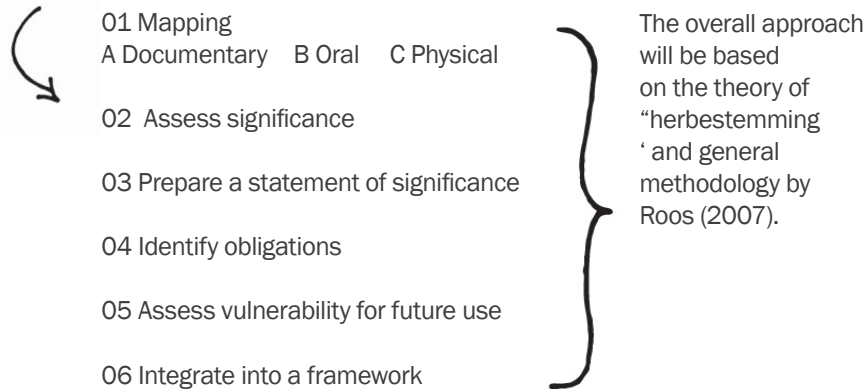 01 Mapping
A Documentary B Oral C Physical
02 Assess significance
03 Prepare a statement of significance
04 Identify obligations
05 Assess vulnerability for future use
06 Integrate into a framework
The overall approach
will be based
on the theory of
“herbestemming
‘ and general
methodology by
Roos (2007).